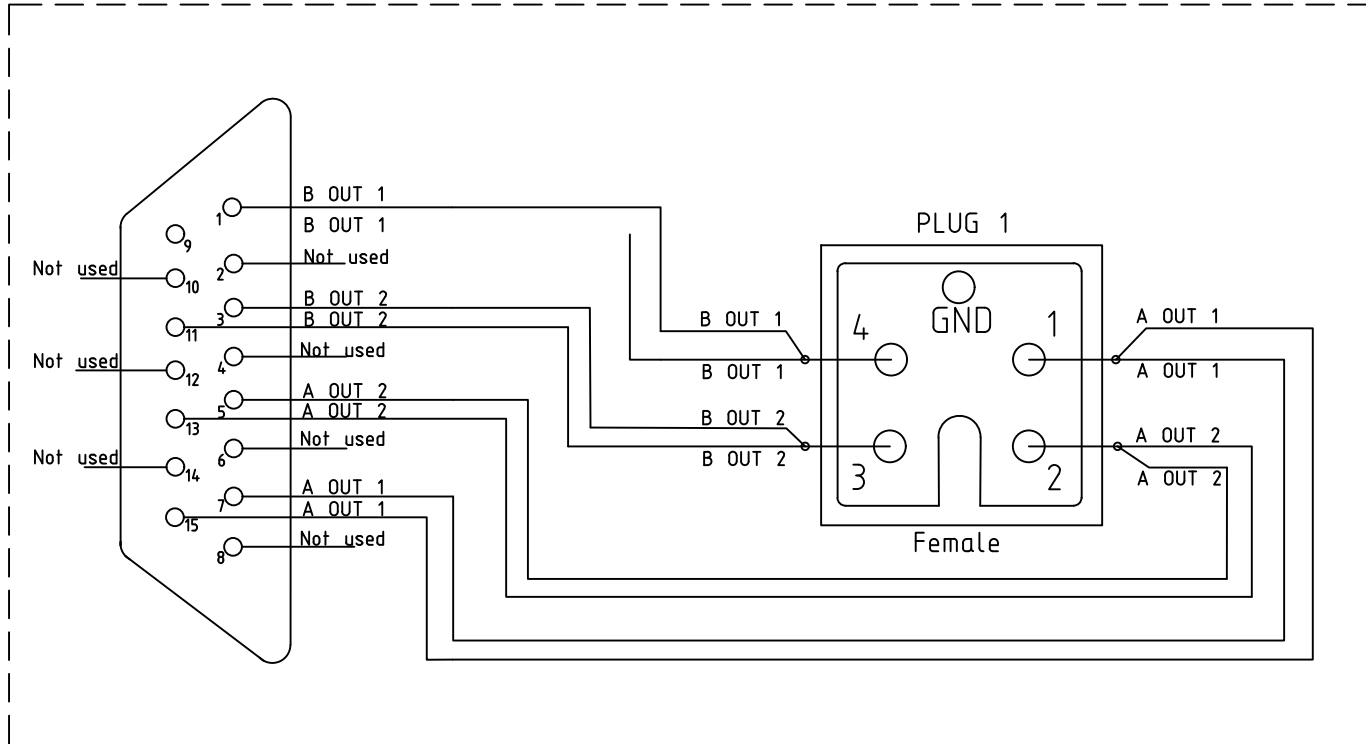 B OUT 1
1
B OUT 1
9
PLUG 1
Not used
2
Not used
10
B OUT 2
3
B OUT 2
11
GND
B OUT 1
4
1
A OUT 1
Not used
4
Not used
12
B OUT 1
A OUT 1
A OUT 2
5
A OUT 2
13
B OUT 2
A OUT 2
Not used
6
Not used
14
B OUT 2
3
2
A OUT 2
A OUT 1
7
A OUT 1
15
Not used
8
Female